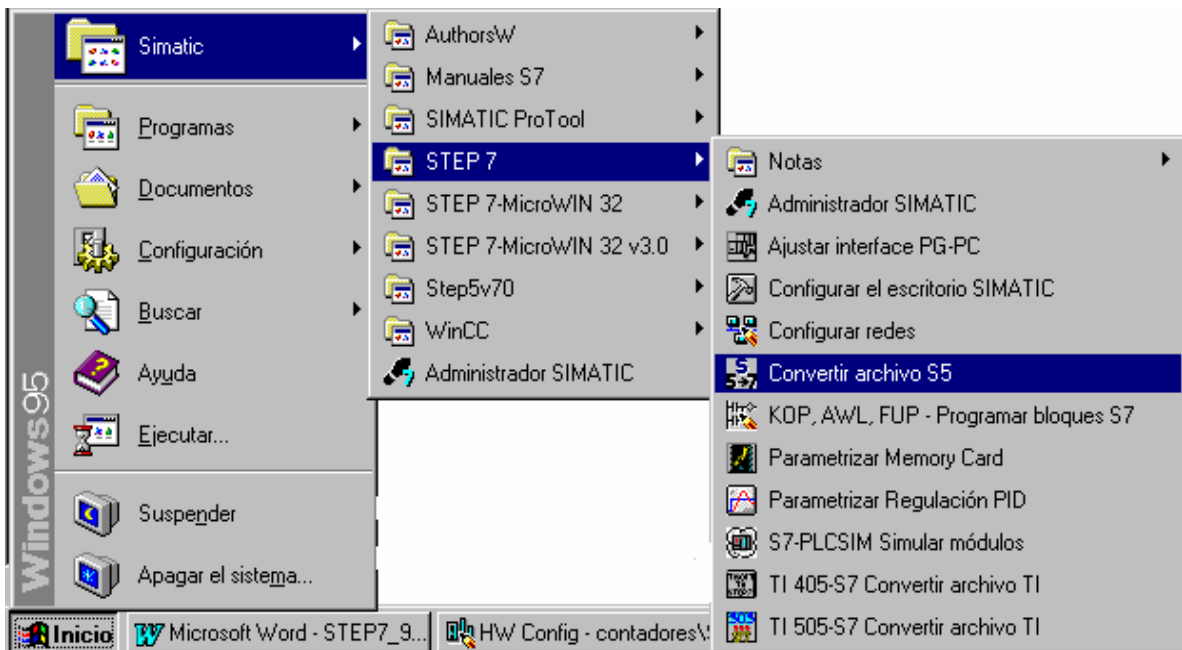 Simatic
Programas
Documentos
Configuración
Buscar
Ayuda
Ejecutar...
Suspender
Apagar el sistema...
Windows95
AuthorsW
Manuales S7
SIMATIC ProTool
STEP 7
STEP 7-MicroWIN 32
STEP 7-MicroWIN 32 v3.0
Step5v70
WinCC
Administrador SIMATIC
Notas
Administrador SIMATIC
Ajustar interface PG-PC
Configurar el escritorio SIMATIC
Configurar redes
Convertir archivo S5
KOP, AWL, FUP - Programar bloques S7
Parametrizar Memory Card
Parametrizar Regulación PID
S7-PLCSIM Simular módulos
TI 405-S7 Convertir archivo TI
TI 505-S7 Convertir archivo TI
Inicio
Microsoft Word - STEP7_9...
HW Config - contadores\